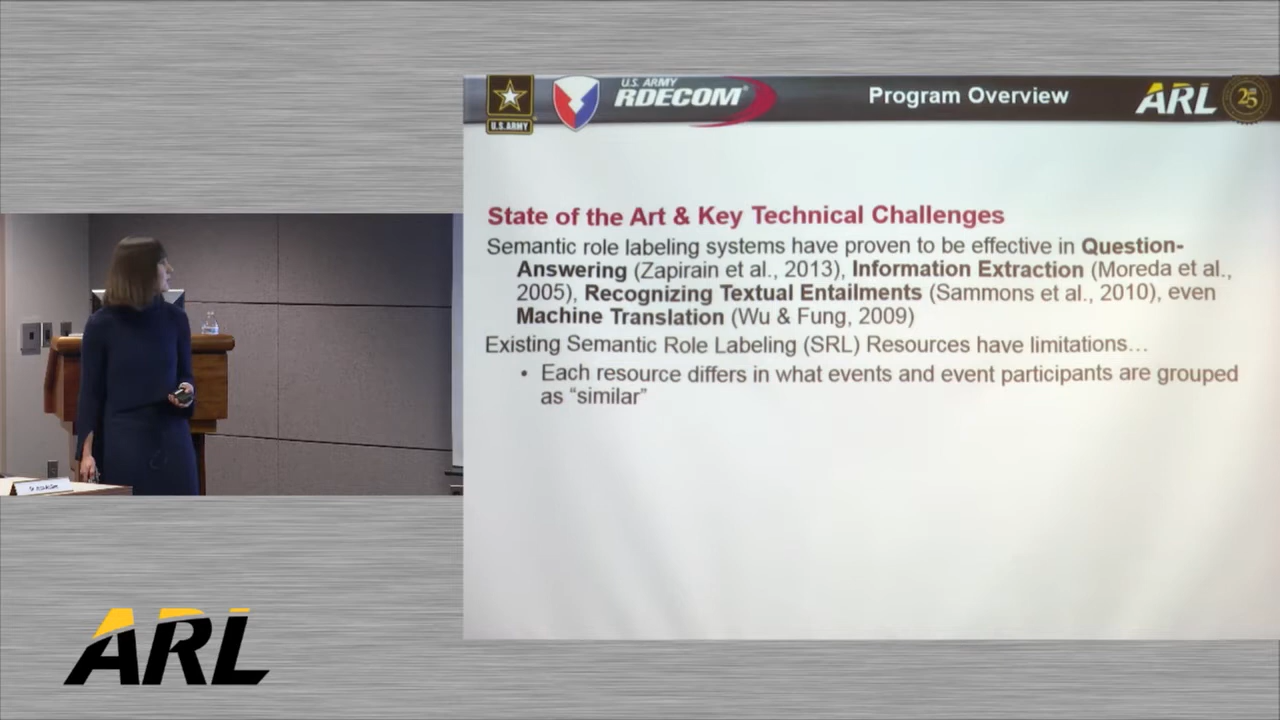 U.S. ARMY
U.S. ARMY
RDECOM
Program Overview
ARL
25
State of the Art & Key Technical Challenges
Semantic role labeling systems have proven to be effective in Question-
Answering (Zapirain et al., 2013), Information Extraction (Moreda et al.,
2005), Recognizing Textual Entailments (Sammons et al., 2010), even
Machine Translation (Wu & Fung, 2009)
Existing Semantic Role Labeling (SRL) Resources have limitations…
• Each resource differs in what events and event participants are grouped
as “similar”
ARL